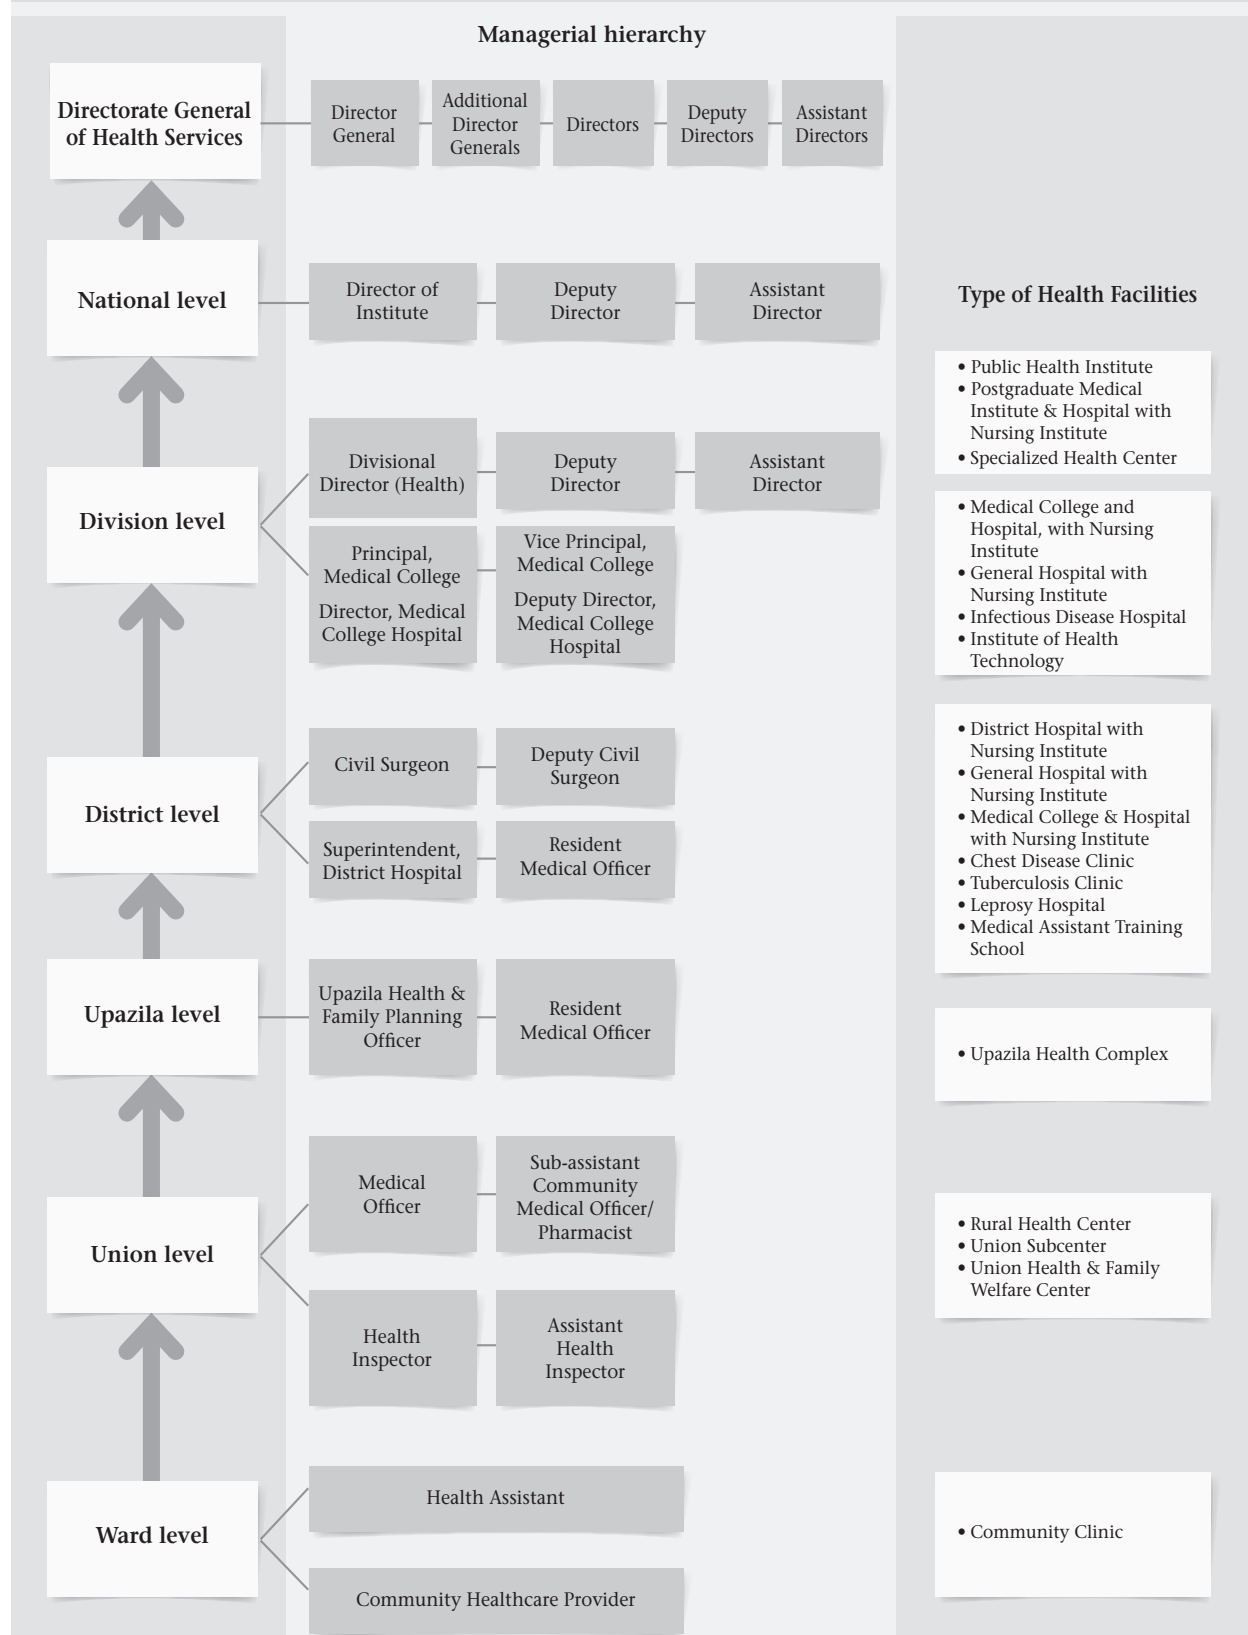 Managerial hierarchy
Directorate General
of Health Services
Director
General
Additional
Director
Generals
Directors
Deputy
Directors
Assistant
Directors
National level
Director of
Institute
Deputy
Director
Assistant
Director
Type of Health Facilities
• Public Health Institute
• Postgraduate Medical
Institute & Hospital with
Nursing Institute
• Specialized Health Center
Division level
Divisional
Director (Health)
Deputy
Director
Assistant
Director
Principal,
Medical College
Director, Medical
College Hospital
Vice Principal,
Medical College
Deputy Director,
Medical College
Hospital
• Medical College and
Hospital, with Nursing
Institute
• General Hospital with
Nursing Institute
• Infectious Disease Hospital
• Institute of Health
Technology
District level
Civil Surgeon
Deputy Civil
Surgeon
Superintendent,
District Hospital
Resident
Medical Officer
• District Hospital with
Nursing Institute
• General Hospital with
Nursing Institute
• Medical College & Hospital
with Nursing Institute
• Chest Disease Clinic
• Tuberculosis Clinic
• Leprosy Hospital
• Medical Assistant Training
School
Upazila level
Upazila Health &
Family Planning
Officer
Resident
Medical Officer
• Upazila Health Complex
Union level
Medical
Officer
Sub-assistant
Community
Medical Officer/
Pharmacist
Health
Inspector
Assistant
Health
Inspector
• Rural Health Center
• Union Subcenter
• Union Health & Family
Welfare Center
Ward level
Health Assistant
Community Healthcare Provider
• Community Clinic